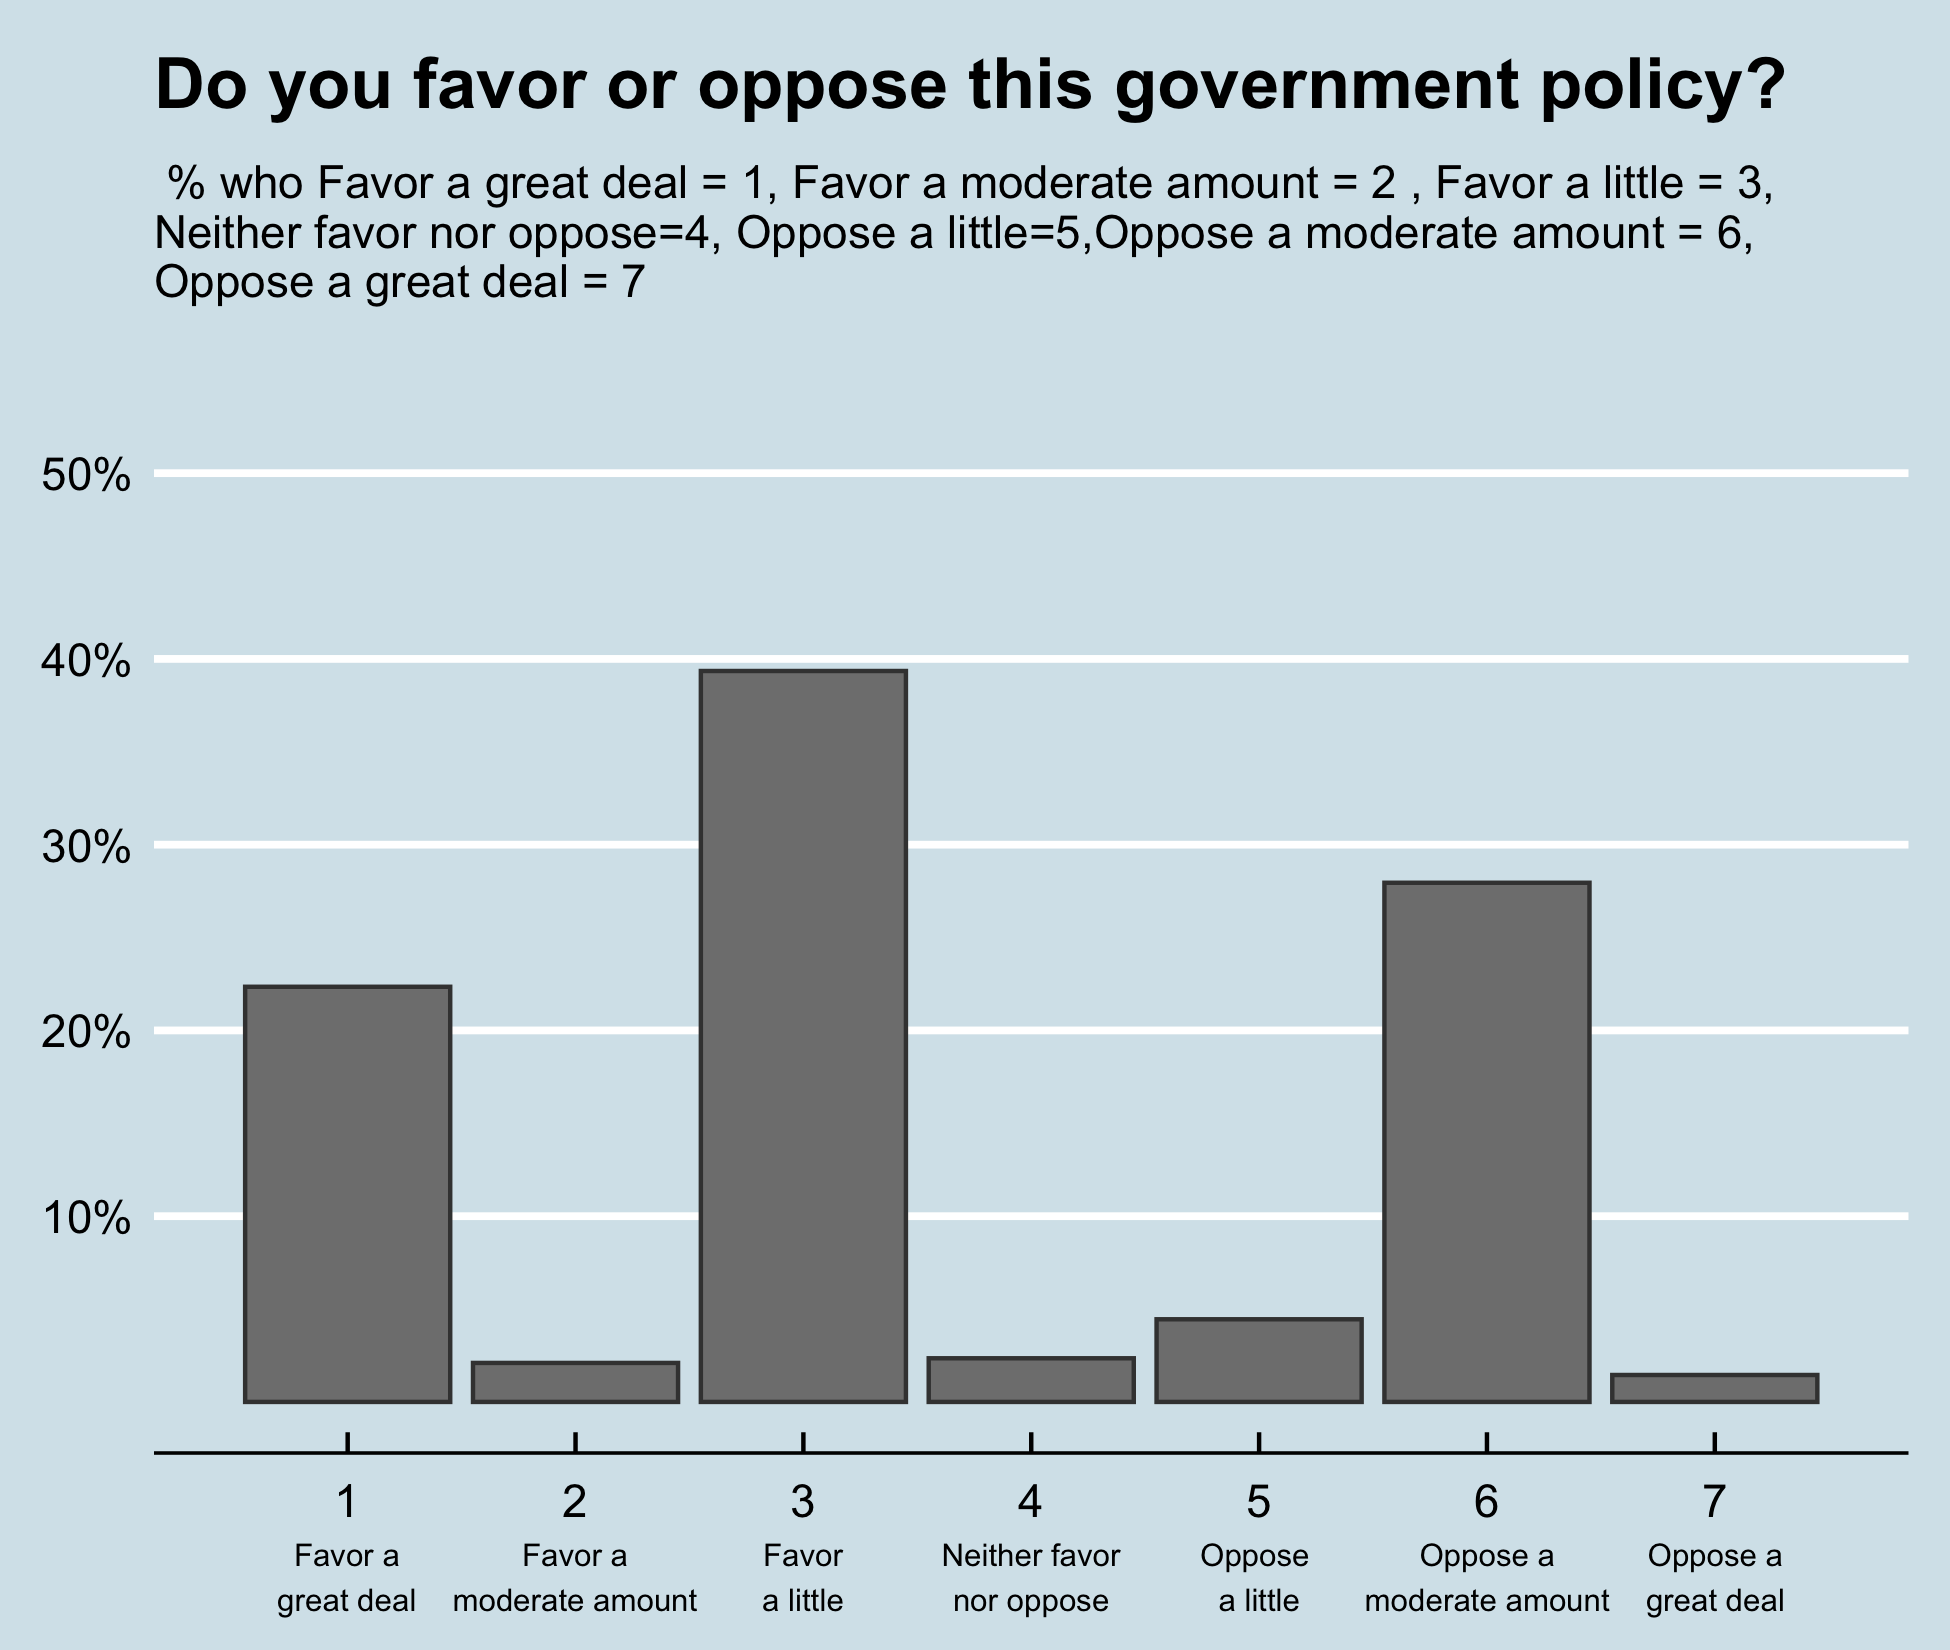 Do you favor or oppose this government policy?
% who Favor a great deal = 1, Favor a moderate amount = 2 , Favor a little = 3,
Neither favor nor oppose=4, Oppose a little=5,Oppose a moderate amount = 6,
Oppose a great deal = 7
50%
40%
30%
20%
10%
1 2 3 4 5 6 7
Favor a Favor a Favor Neither favor Oppose Oppose a Oppose a
great deal moderate amount a little nor oppose a little moderate amount great deal